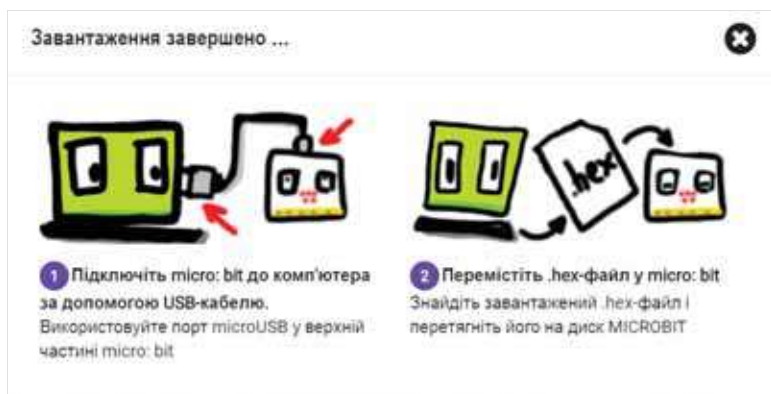 Завантаження завершено ...
.hex
1 Підключіть micro: bit до комп'ютера
за допомогою USB-кабелю.
Використовуйте порт microUSB у верхній
частині micro: bit
2 Перемістіть .hex-файл у micro: bit
Знайдіть завантажений .hex-файл і
перетягніть його на диск MICROBIT